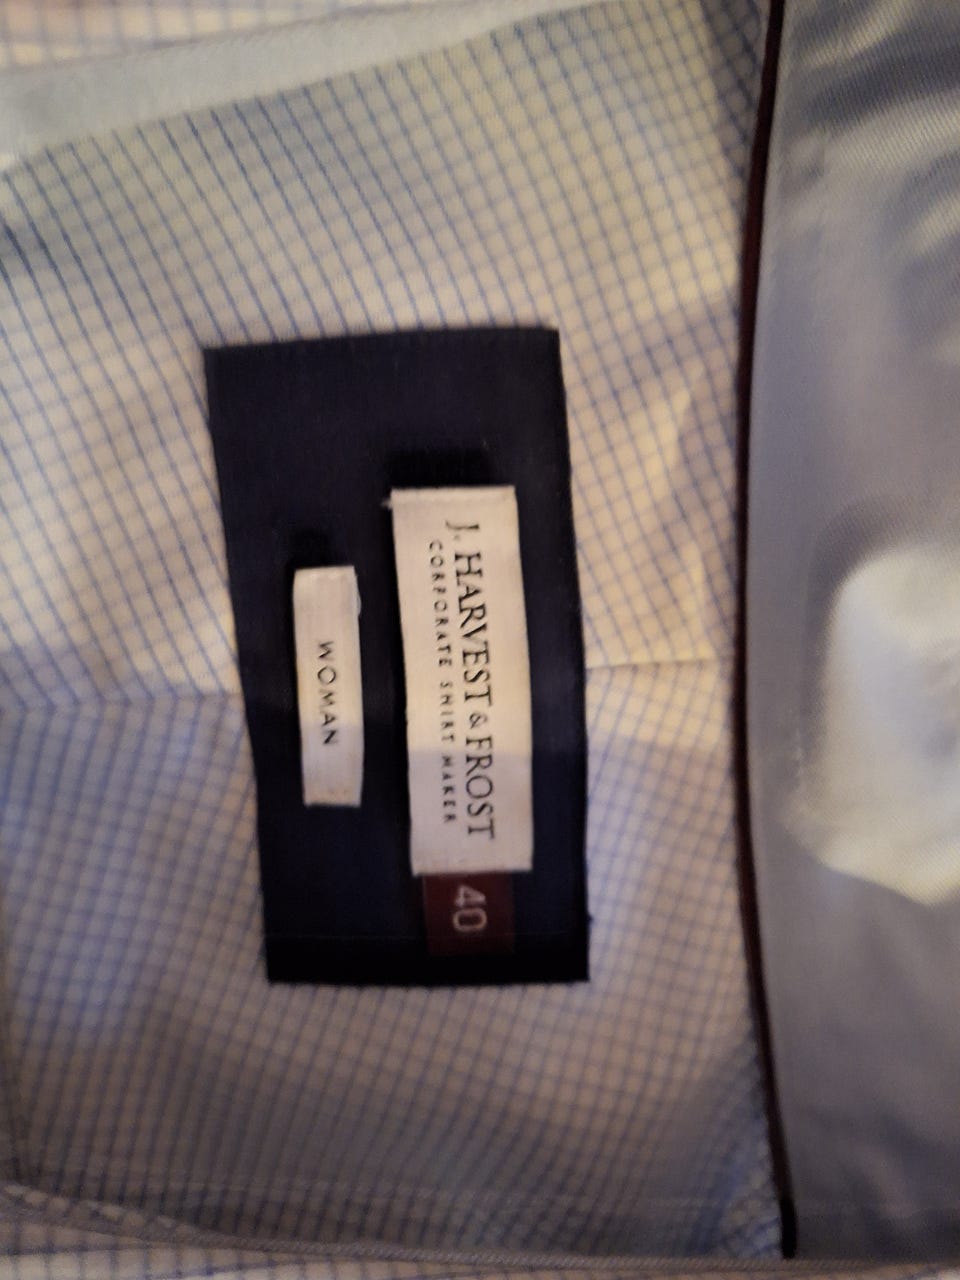 J. HARVEST & FROST
CORPORATE SHIRT MAKER
40
WOMAN